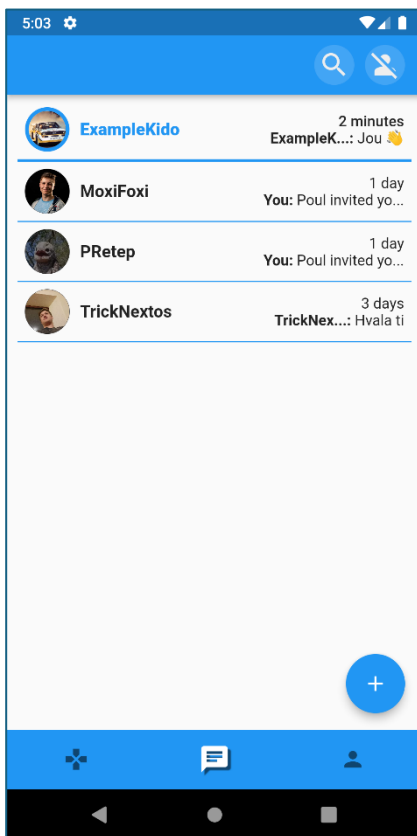 5:03
ExampleKido
2 minutes
ExampleK...: Jou 👋
MoxiFoxi
1 day
You: Poul invited yo...
PRetep
1 day
You: Poul invited yo...
TrickNextos
3 days
TrickNex...: Hvala ti
+